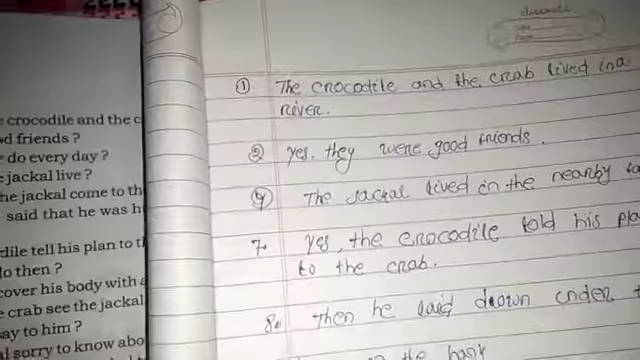 crocodile and the c
d friends ?
do every day ?
jackal live ?
he jackal come to th
said that he was h
dile tell his plan to t
do then ?
cover his body with a
crab see the jackal
ay to him ?
sorry to know abo
① The crocodile and the crab lived in a
river.
② yes. they were good friends.
④ The Jackal lived in the nearby
7. yes, the crocodile told his pla
to the crab.
8. Then he laid down under
the bank